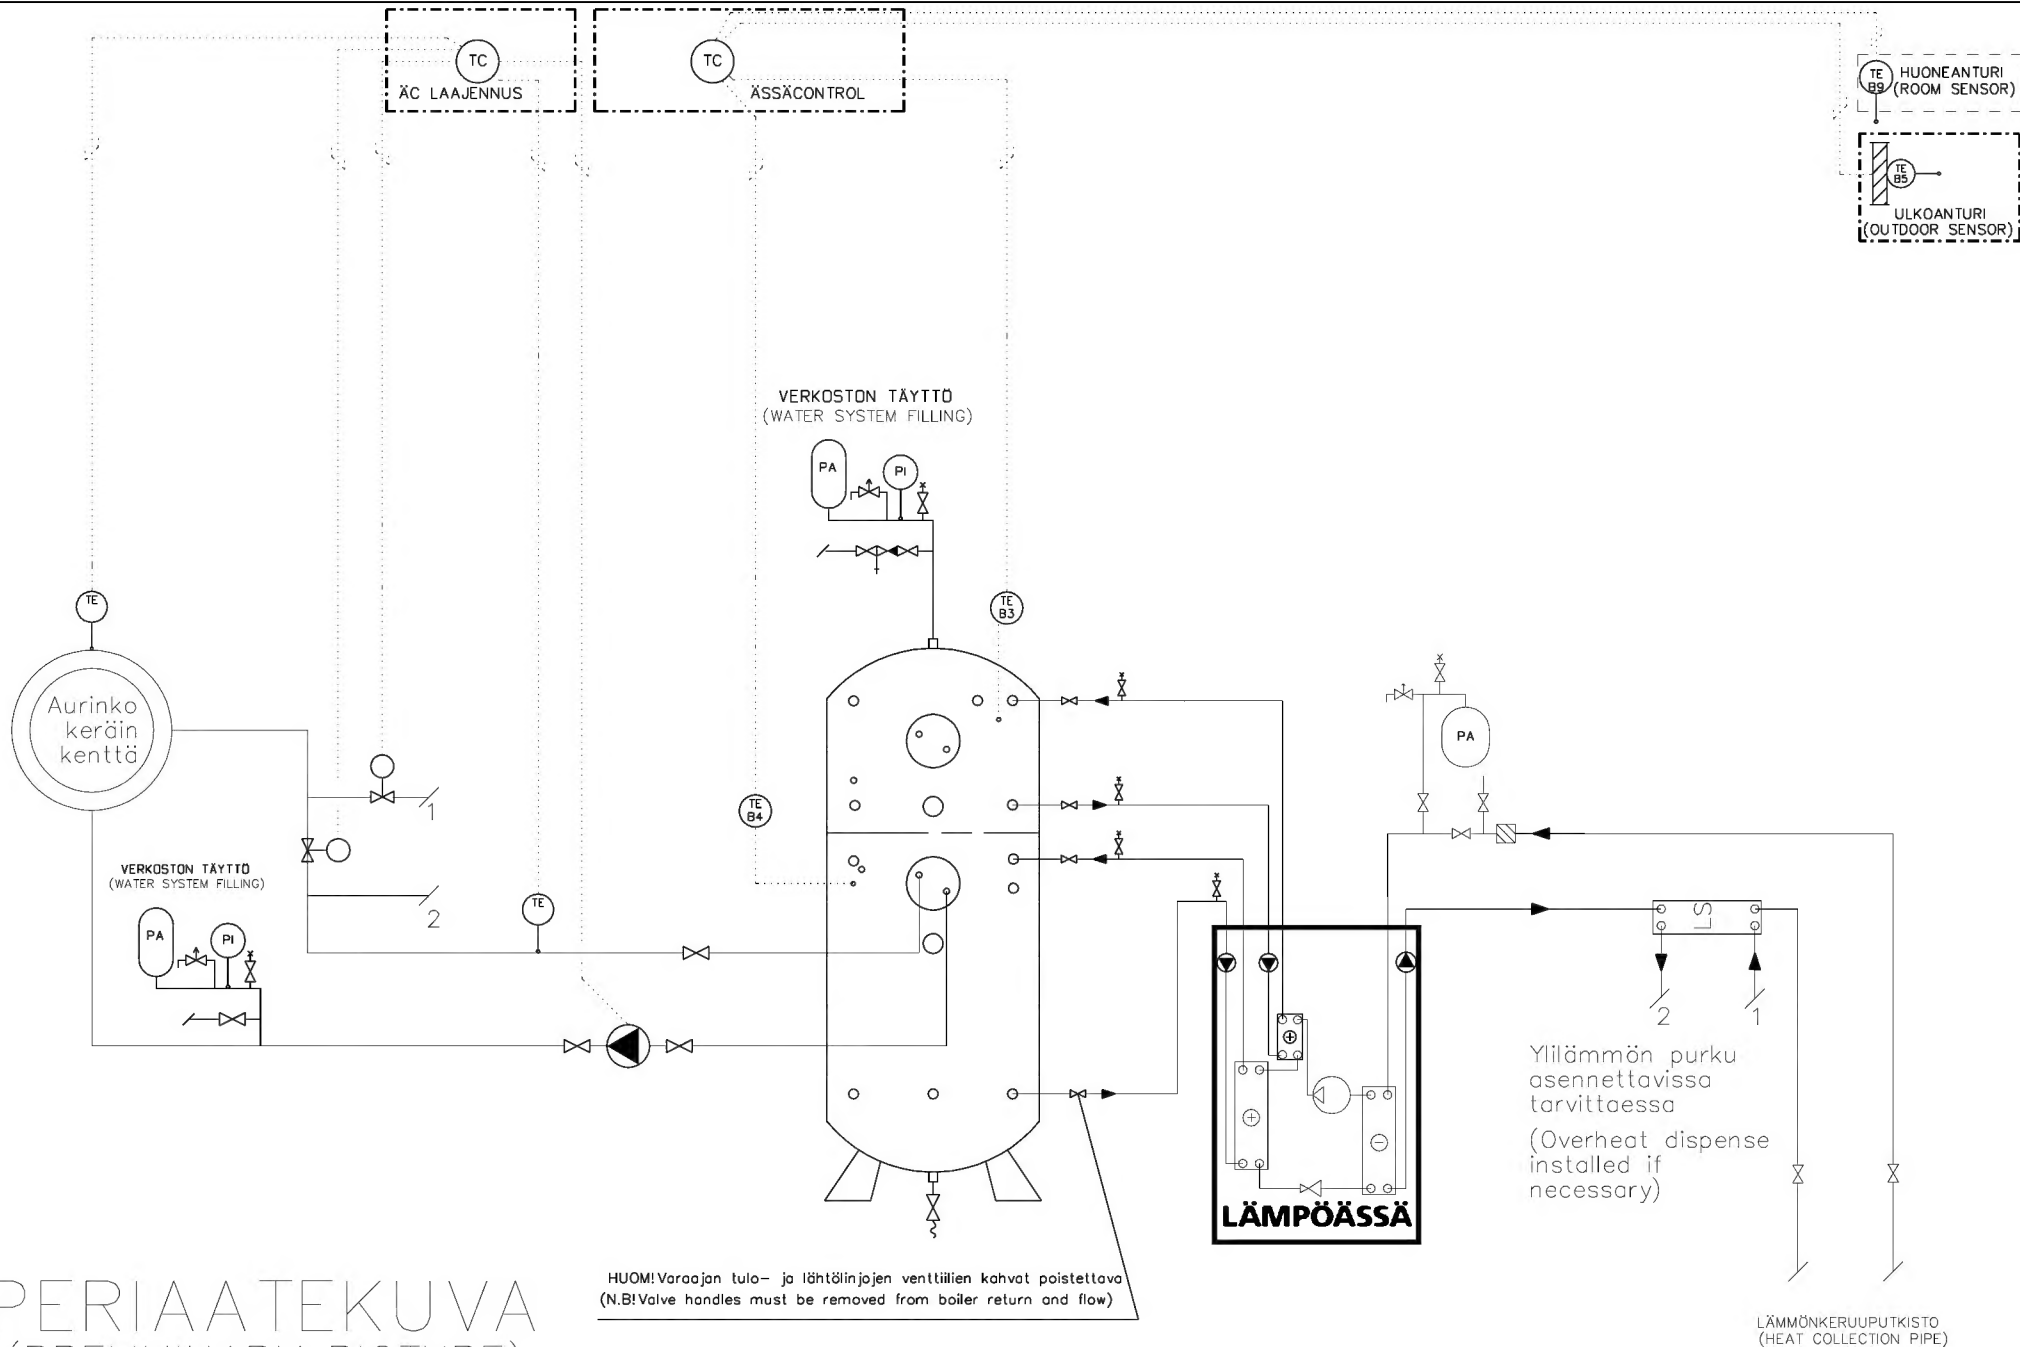 TC
ÄC LAAJENNUS
TC
ÄSSÄCONTROL
TE
B9
HUONEANTURI
(ROOM SENSOR)
TE
B5
ULKOANTURI
(OUTDOOR SENSOR)
VERKOSTON TÄYTTÖ
(WATER SYSTEM FILLING)
PA
PI
TE
TE
B3
Aurinko
keräin
kenttä
PA
1
TE
B4
VERKOSTON TÄYTTÖ
(WATER SYSTEM FILLING)
2
TE
PA
PI
LS
2
1
Ylilämmön purku
asennettavissa
tarvittaessa
(Overheat dispense
installed if
necessary)
LÄMPÖÄSSÄ
HUOM!Varaajan tulo– ja lähtölinjojen venttiilien kahvat poistettava
(N.B!Valve handles must be removed from boiler return and flow)
PERIAATEKUVA
LÄMMÖNKERUUPUTKISTO
(HEAT COLLECTION PIPE)